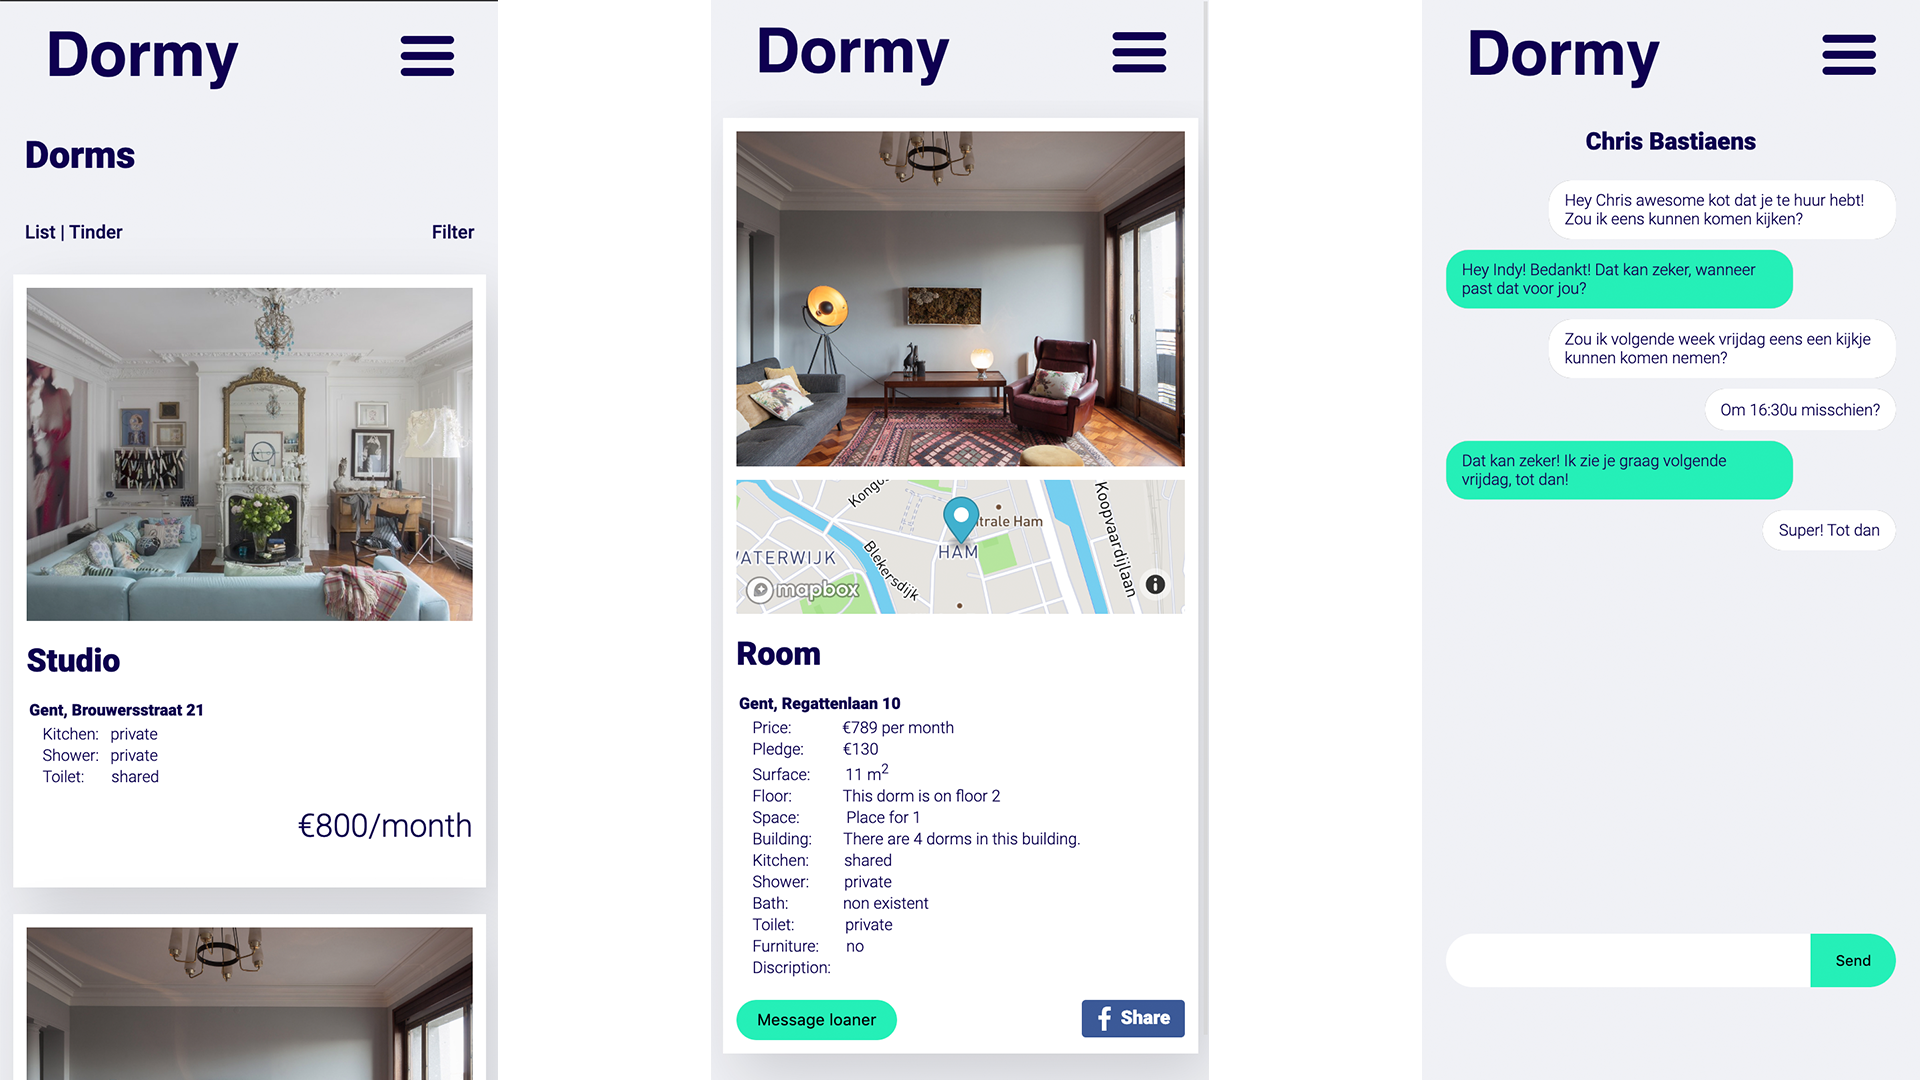 Dormy
Dorms
List | Tinder
Filter
Studio
Gent, Brouwersstraat 21
Kitchen: private
Shower: private
Toilet: shared
€800/month
Dormy
Kongo
ntrale Ham
HAM
WATERWIJK
Blekersdijk
Koopvaardijlaan
mapbox
Room
Gent, Regattenlaan 10
Price: €789 per month
Pledge: €130
Surface: 11 m2
Floor: This dorm is on floor 2
Space: Place for 1
Building: There are 4 dorms in this building.
Kitchen: shared
Shower: private
Bath: non existent
Toilet: private
Furniture: no
Discription:
Message loaner
f Share
Dormy
Chris Bastiaens
Hey Chris awesome kot dat je te huur hebt!
Zou ik eens kunnen komen kijken?
Hey Indy! Bedankt! Dat kan zeker, wanneer
past dat voor jou?
Zou ik volgende week vrijdag eens een kijkje
kunnen komen nemen?
Om 16:30u misschien?
Dat kan zeker! Ik zie je graag volgende
vrijdag, tot dan!
Super! Tot dan
Send